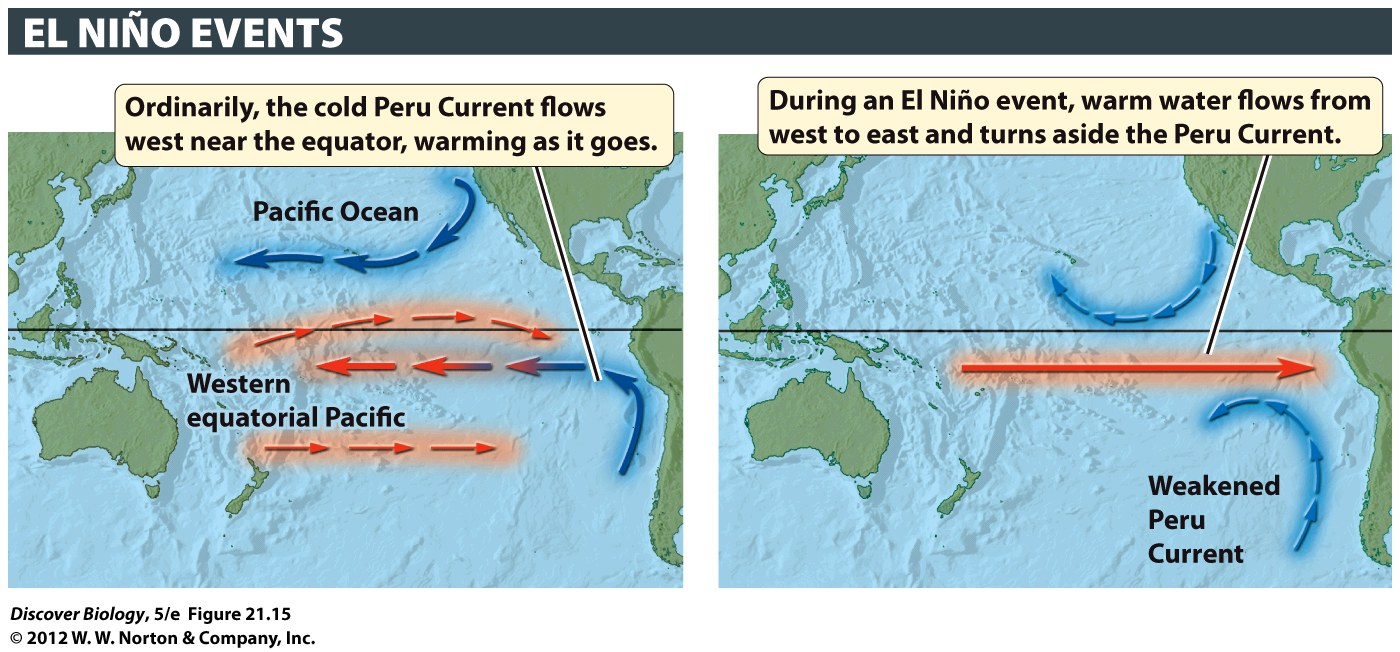 EL NIÑO EVENTS
Ordinarily, the cold Peru Current flows
west near the equator, warming as it goes.
Pacific Ocean
Western
equatorial Pacific
During an El Niño event, warm water flows from
west to east and turns aside the Peru Current.
Weakened
Peru
Current
Discover Biology, 5/e Figure 21.15
© 2012 W. W. Norton & Company, Inc.